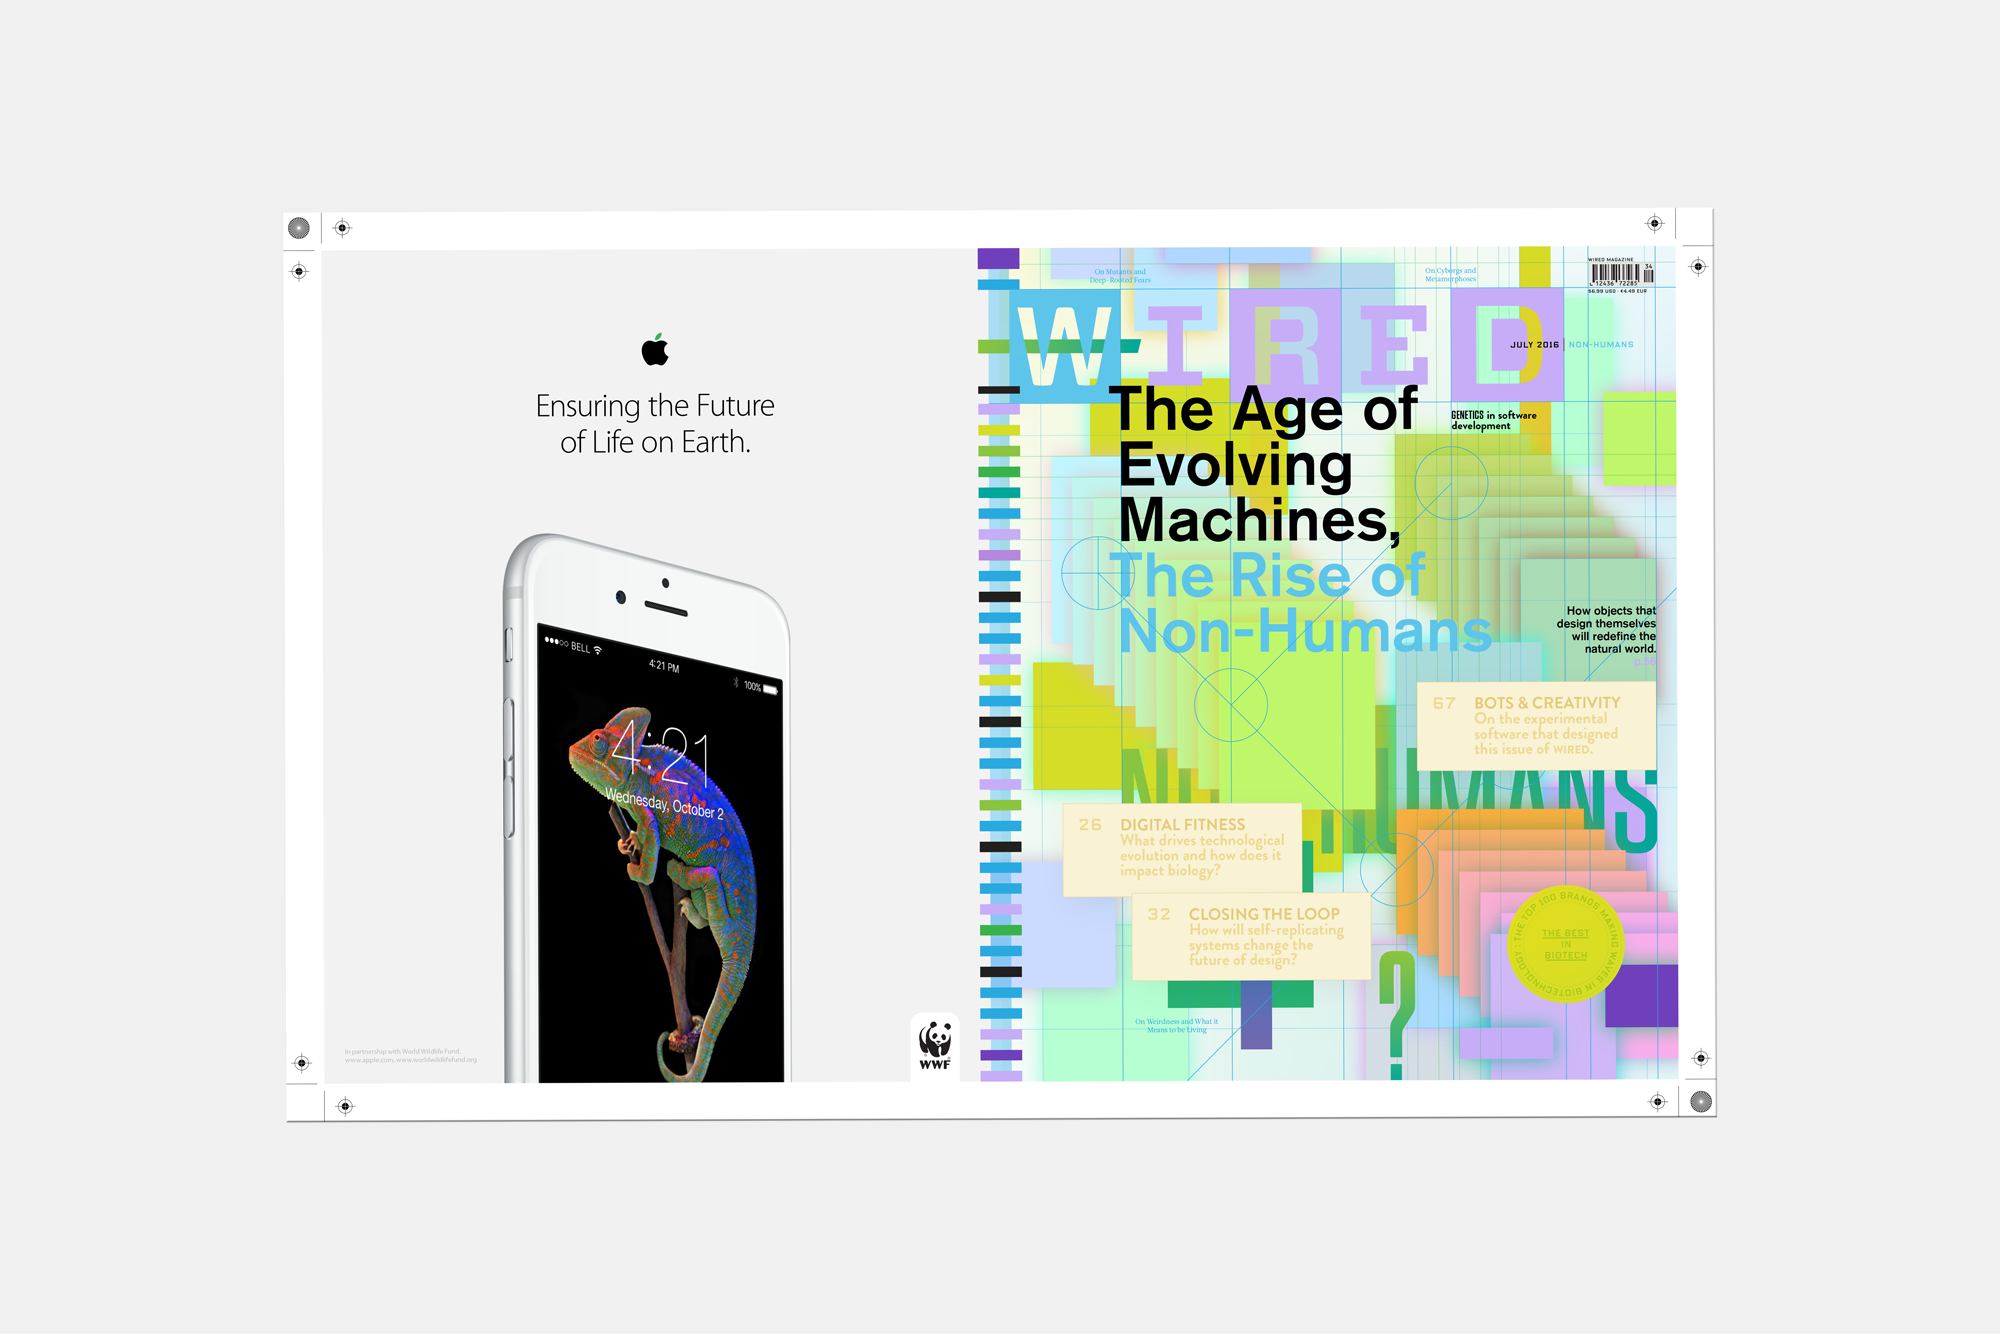 Ensuring the Future
of Life on Earth.
●●●○○ BELL
4:21 PM
100%
4:21
Wednesday, October 2
In partnership with World Wildlife Fund.
www.apple.com, www.worldwildlifefund.org
WWF
On Mutants and
Deep-Rooted Fears
On Cyborgs and
Metamorphoses
WIRED MAGAZINE
34
12436 72285
$6.99 USD - €4.49 EUR
WIRED
JULY 2016 | NON-HUMANS
The Age of
Evolving
Machines,
The Rise of
Non-Humans
GENETICS in software
development
How objects that
design themselves
will redefine the
natural world.
67 BOTS & CREATIVITY
On the experimental
software that designed
this issue of WIRED.
HUMANS
26 DIGITAL FITNESS
What drives technological
evolution and how does it
impact biology?
32 CLOSING THE LOOP
How will self-replicating
systems change the
future of design?
?
THE TOP 100 BRANDS MAKING WAVES IN BIOTECHNOLOGY:
THE BEST
IN
BIOTECH
On Weirdness and What it
Means to be Living